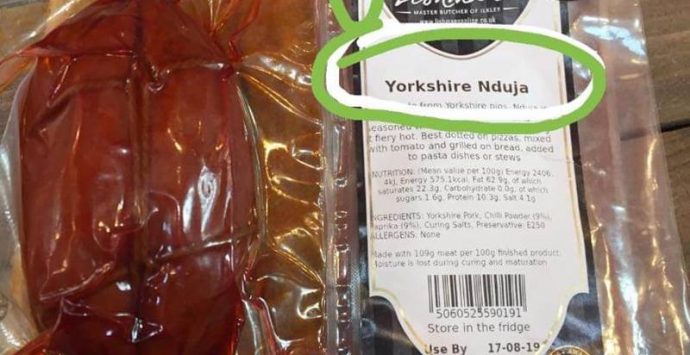 MASTER BUTCHER OF ILKLEY
Yorkshire Nduja
from Yorkshire pigs. Nduja
seasoned
fiery hot. Best dotted on pizzas, mixed
with tomato and grilled on bread, added
to pasta dishes or stews
NUTRITION: (Mean value per 100g) Energy 2406.
4kj, Energy 575.1kcal, Fat 62.9g, of which
saturates 22.3g, Carbohydrate 0.0g, of which
sugars 1.6g, Protein 10.3g, Salt 4.1g
INGREDIENTS: Yorkshire Pork, Chilli Powder (9%),
Paprika (9%), Curing Salts, Preservative: E250
ALLERGENS: None
Made with 109g meat per 100g finished product.
Moisture is lost during curing and maturation
5060525590191
Store in the fridge
Use By 17-08-19